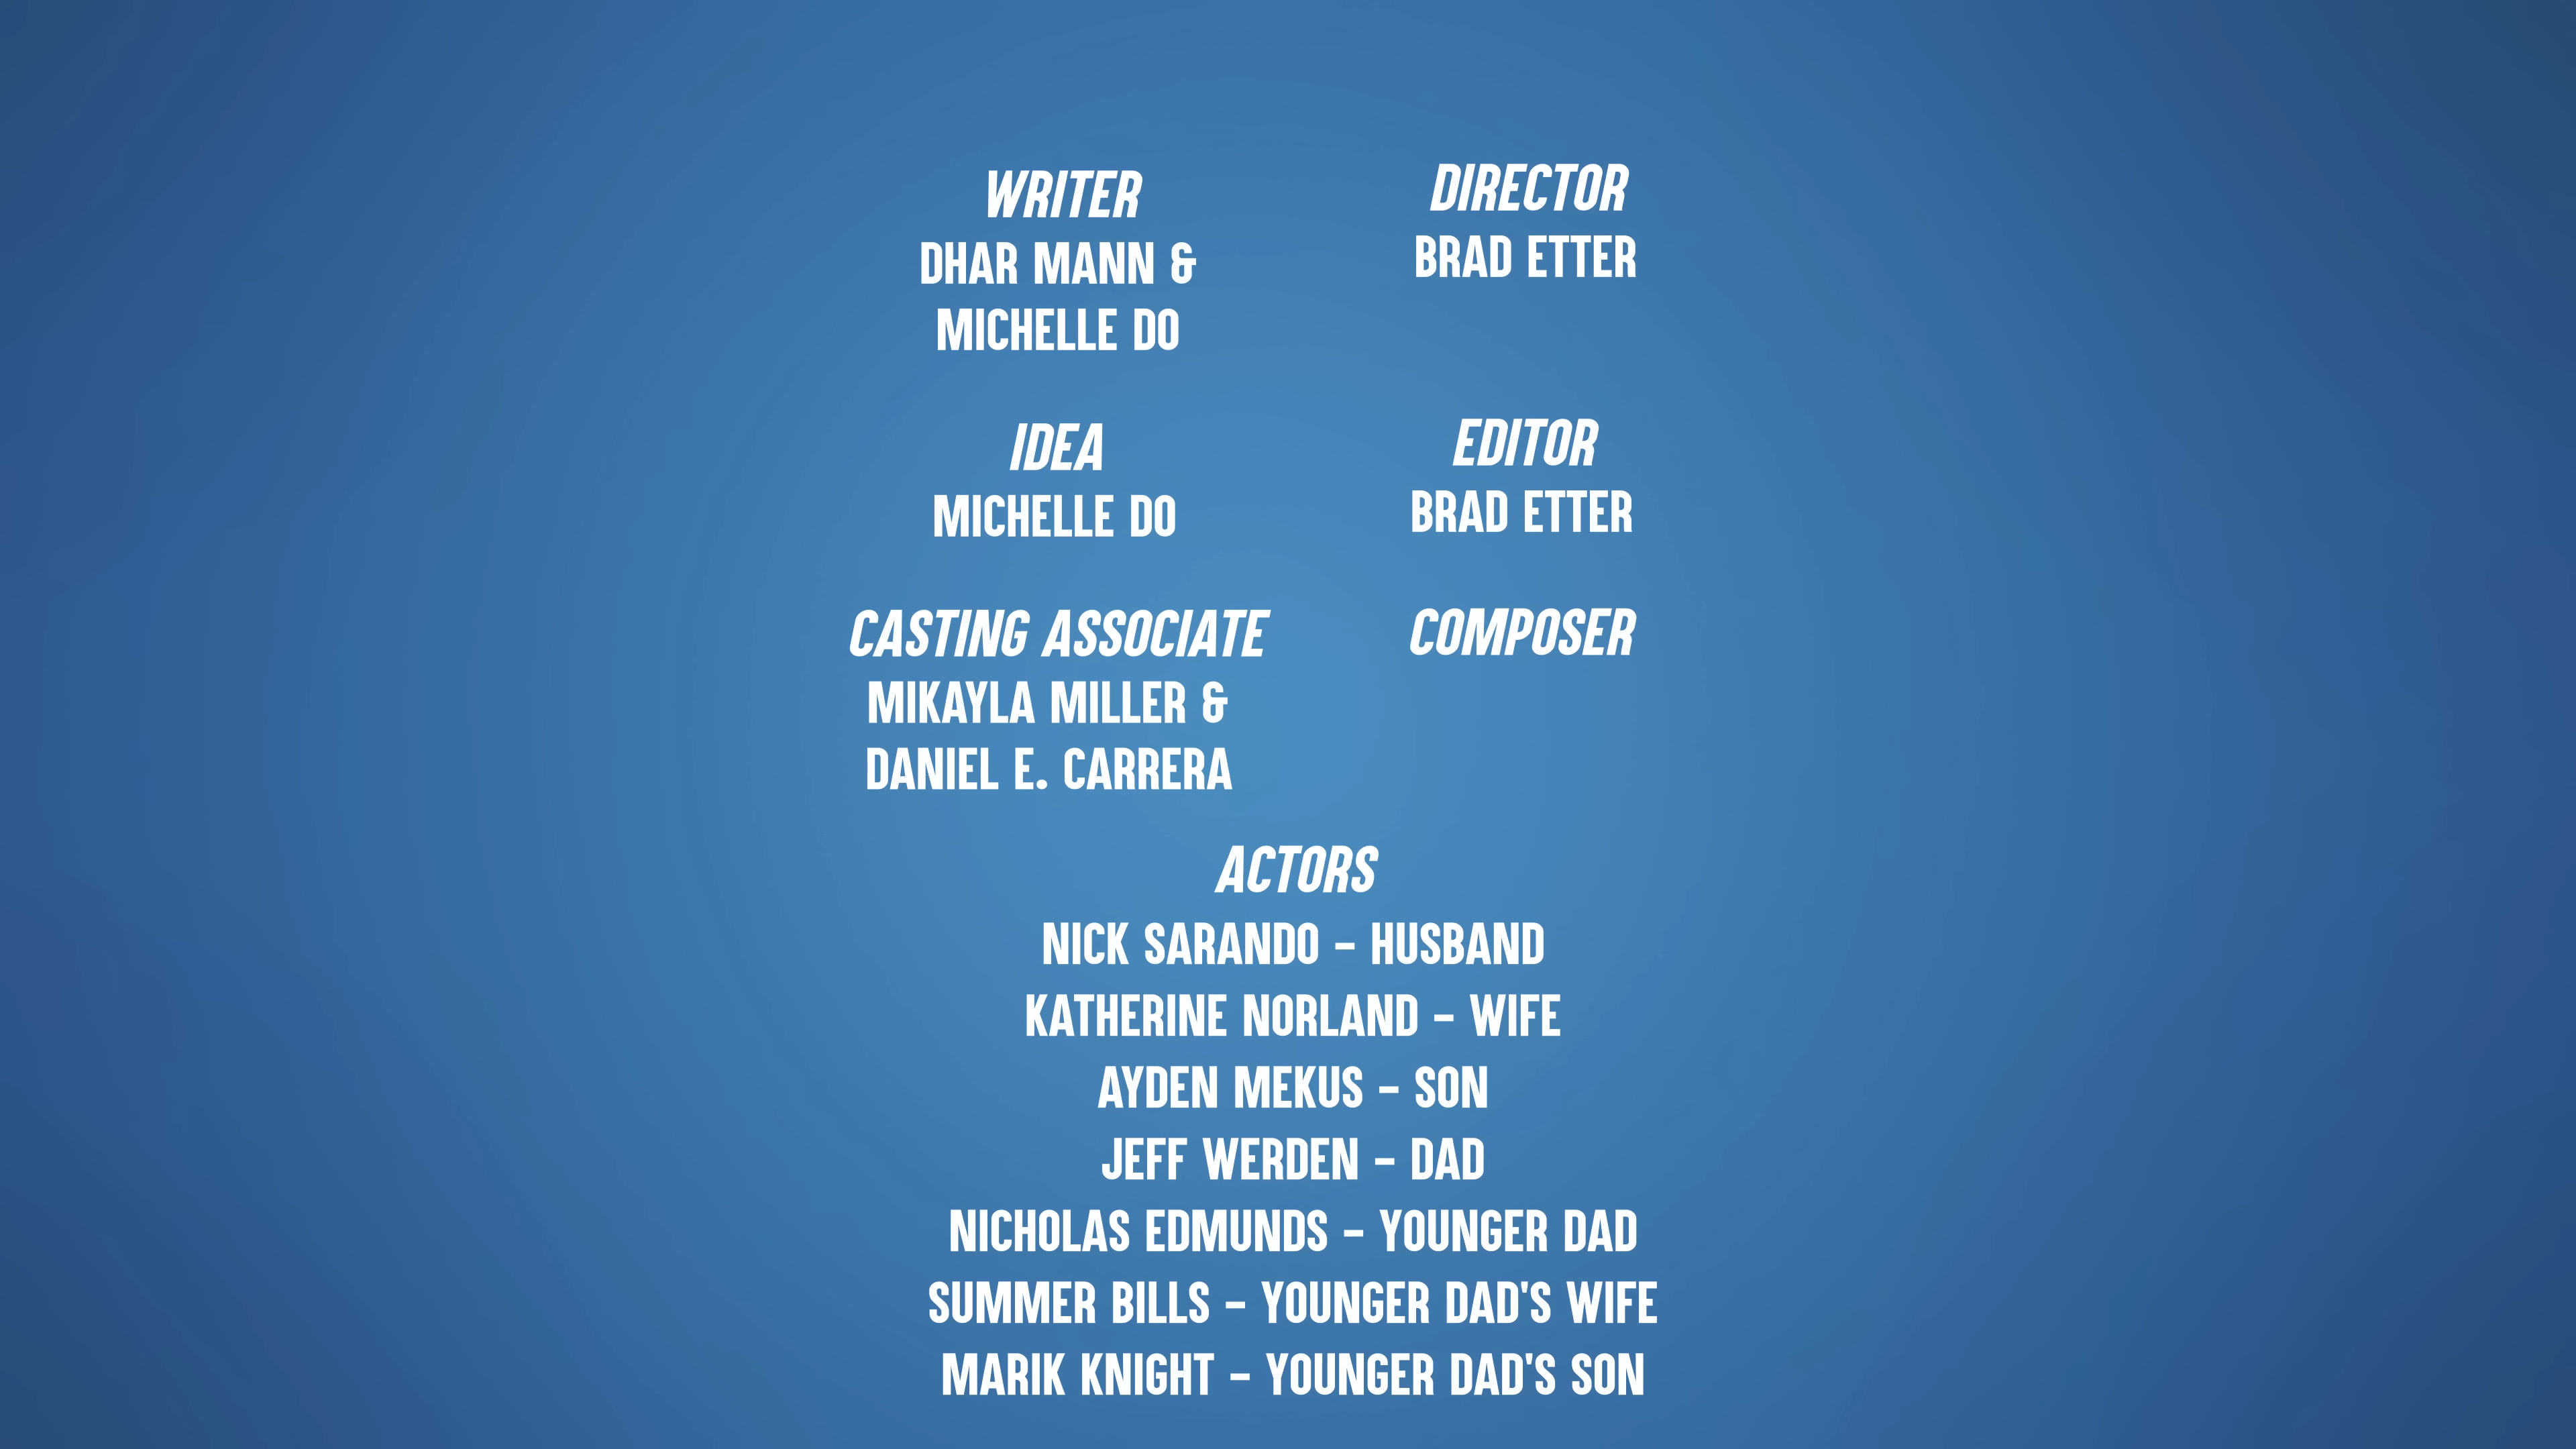 WRITER
DHAR MANN &
MICHELLE DO
DIRECTOR
BRAD ETTER
IDEA
MICHELLE DO
EDITOR
BRAD ETTER
CASTING ASSOCIATE
MIKAYLA MILLER &
DANIEL E. CARRERA
COMPOSER
ACTORS
NICK SARANDO – HUSBAND
KATHERINE NORLAND – WIFE
AYDEN MEKUS – SON
JEFF WERDEN – DAD
NICHOLAS EDMUNDS – YOUNGER DAD
SUMMER BILLS – YOUNGER DAD'S WIFE
MARIK KNIGHT – YOUNGER DAD'S SON